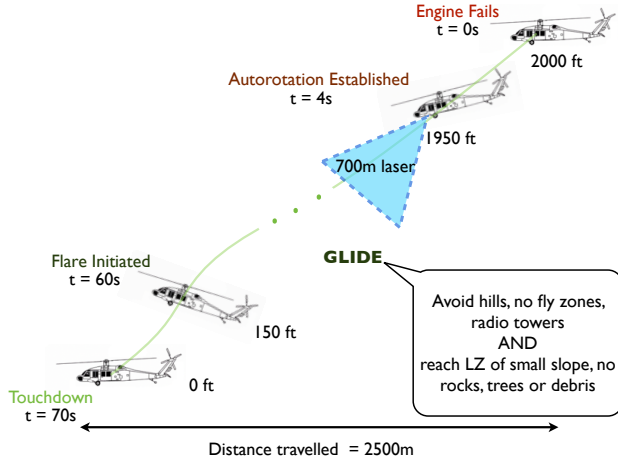 Engine Fails
t = 0s
2000 ft
Autorotation Established
t = 4s
1950 ft
700m laser
GLIDE
Flare Initiated
t = 60s
150 ft
Avoid hills, no fly zones,
radio towers
AND
reach LZ of small slope, no
rocks, trees or debris
0 ft
Touchdown
t = 70s
Distance travelled = 2500m